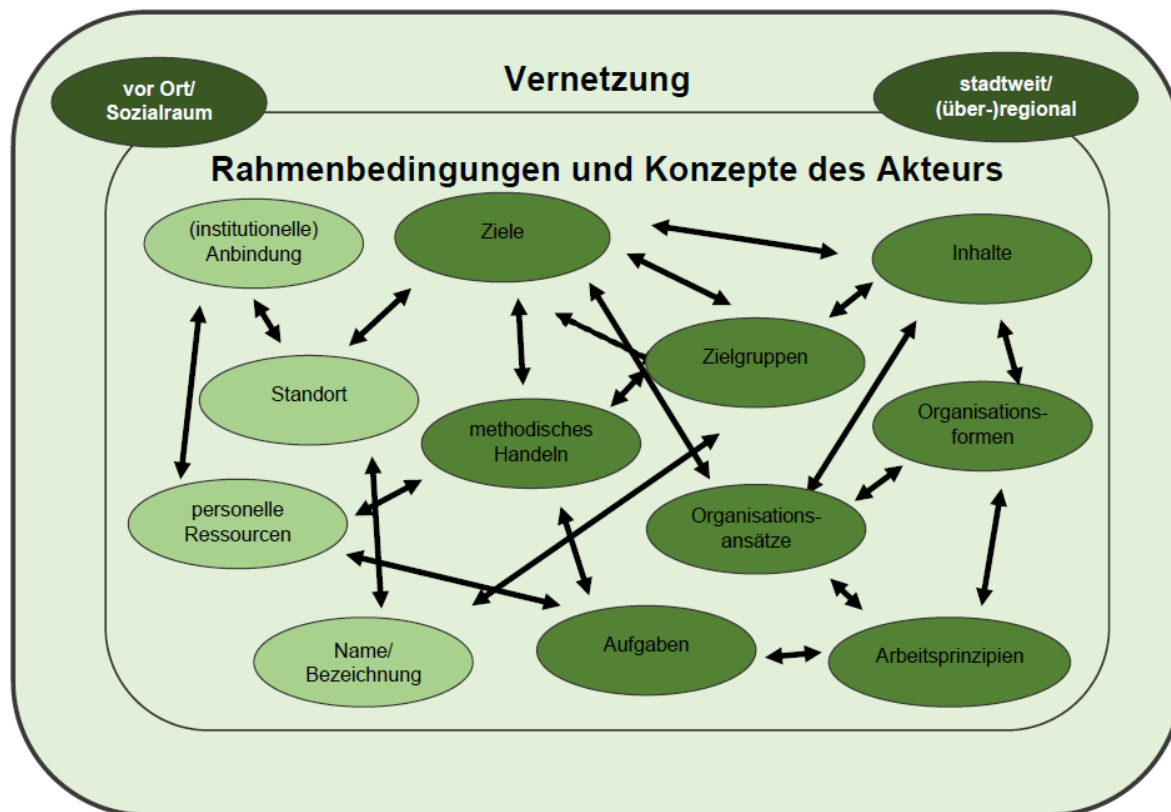 vor Ort/
Sozialraum
Vernetzung
stadtweit/
(über-)regional
Rahmenbedingungen und Konzepte des Akteurs
(institutionelle)
Anbindung
Ziele
Inhalte
Zielgruppen
Standort
methodisches
Handeln
Organisations-
formen
personelle
Ressourcen
Organisations-
ansätze
Name/
Bezeichnung
Aufgaben
Arbeitsprinzipien